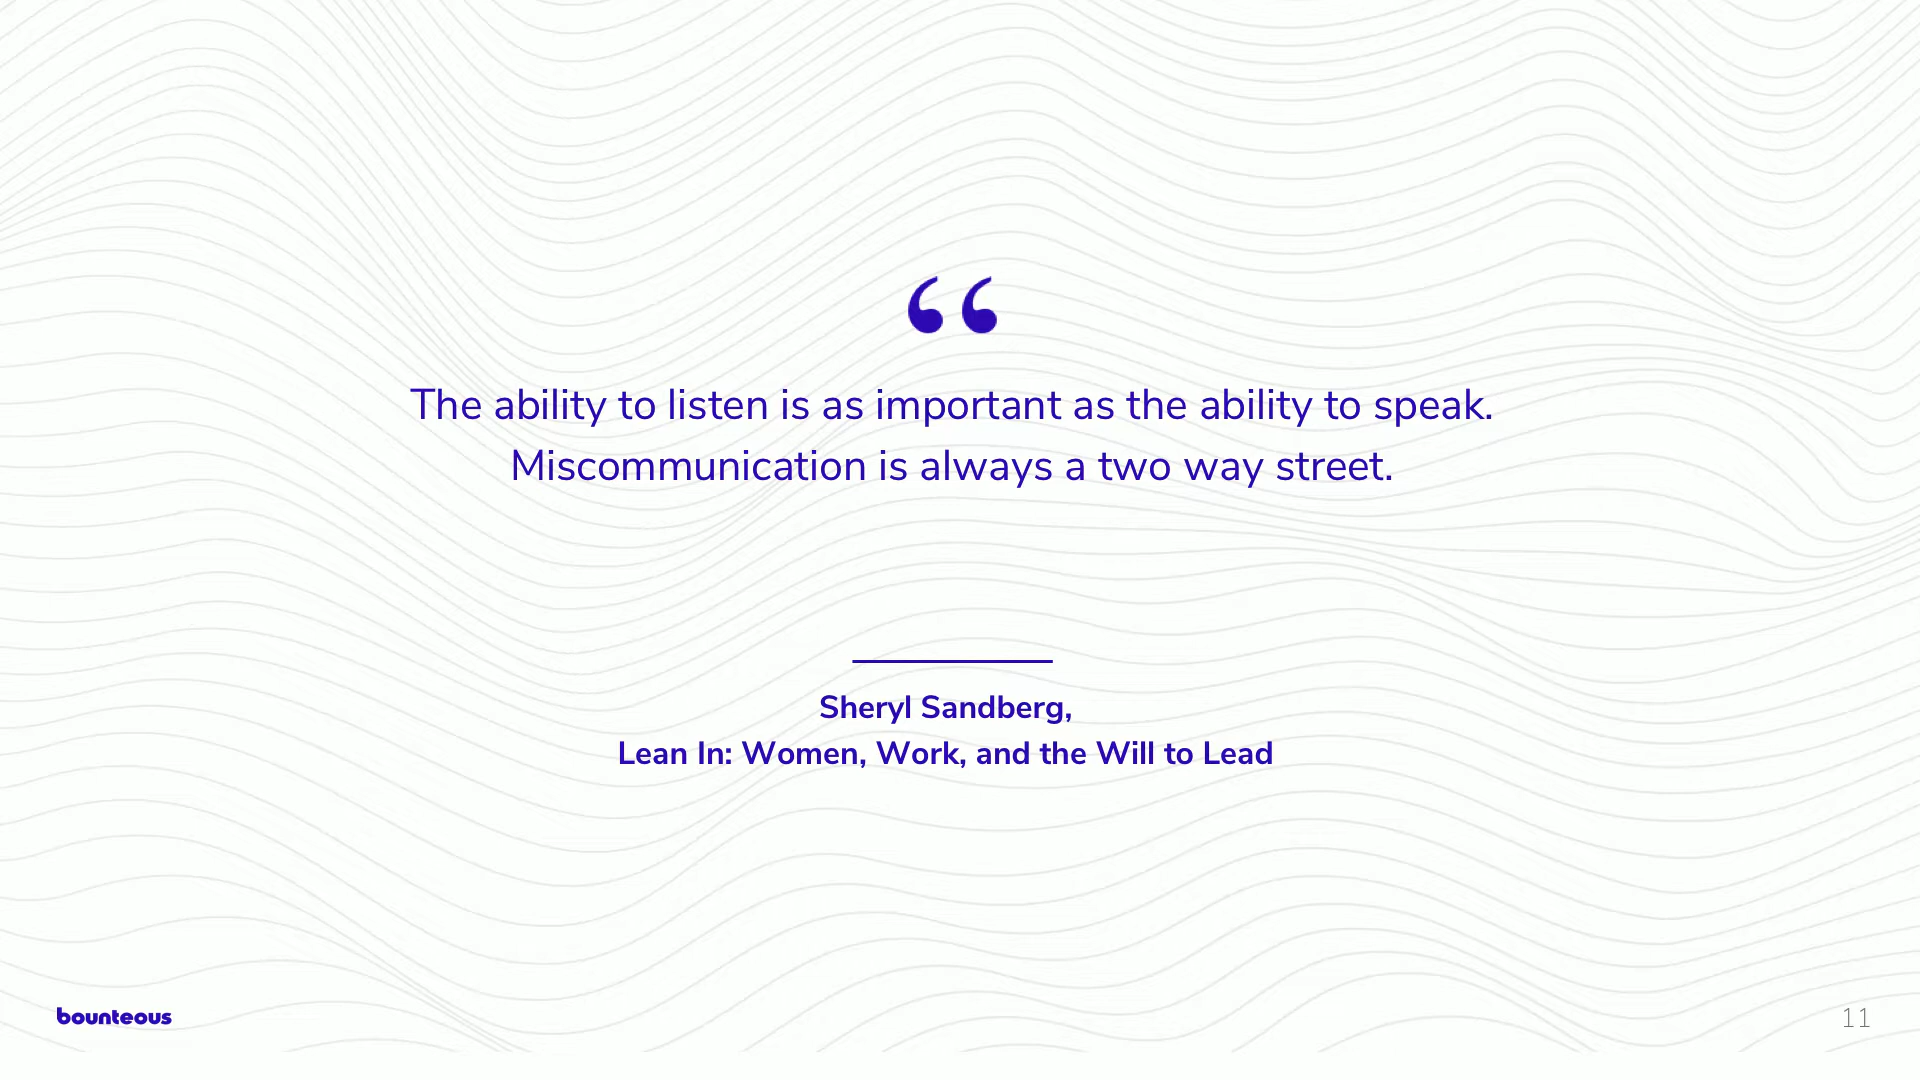 “
The ability to listen is as important as the ability to speak.
Miscommunication is always a two way street.
Sheryl Sandberg,
Lean In: Women, Work, and the Will to Lead
bounteous
11